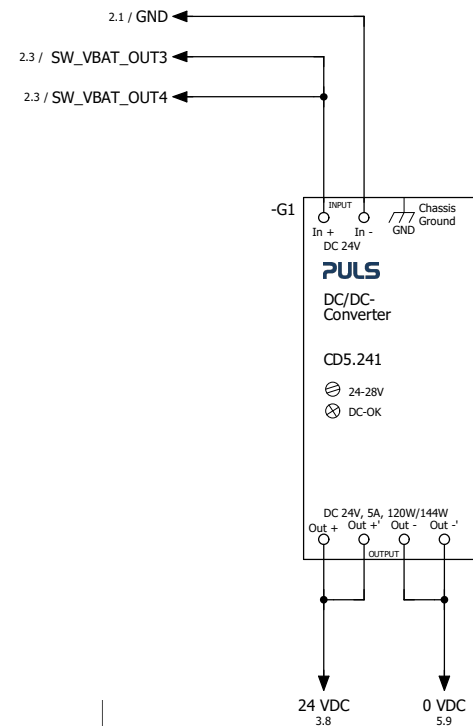 2.1 / GND
2.3 / SW_VBAT_OUT3
2.3 / SW_VBAT_OUT4
-G1
INPUT
Chassis
Ground
In +
In -
GND
DC 24V
PULS
DC/DC-
Converter
CD5.241
24-28V
DC-OK
DC 24V, 5A, 120W/144W
Out +
Out +'
Out -
Out -'
OUTPUT
24 VDC
0 VDC
3.8
5.9